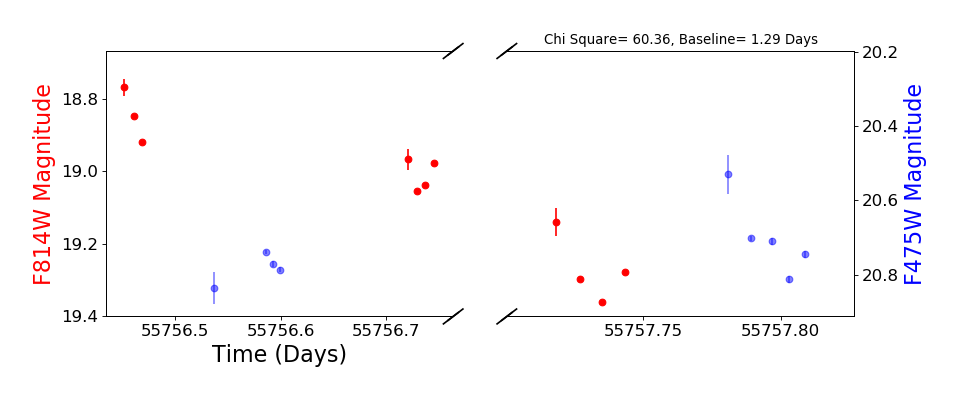 Chi Square= 60.36, Baseline= 1.29 Days
F814W Magnitude
18.8
19.0
19.2
19.4
20.2
20.4
20.6
20.8
F475W Magnitude
55756.5 55756.6 55756.7 55757.75 55757.80
Time (Days)